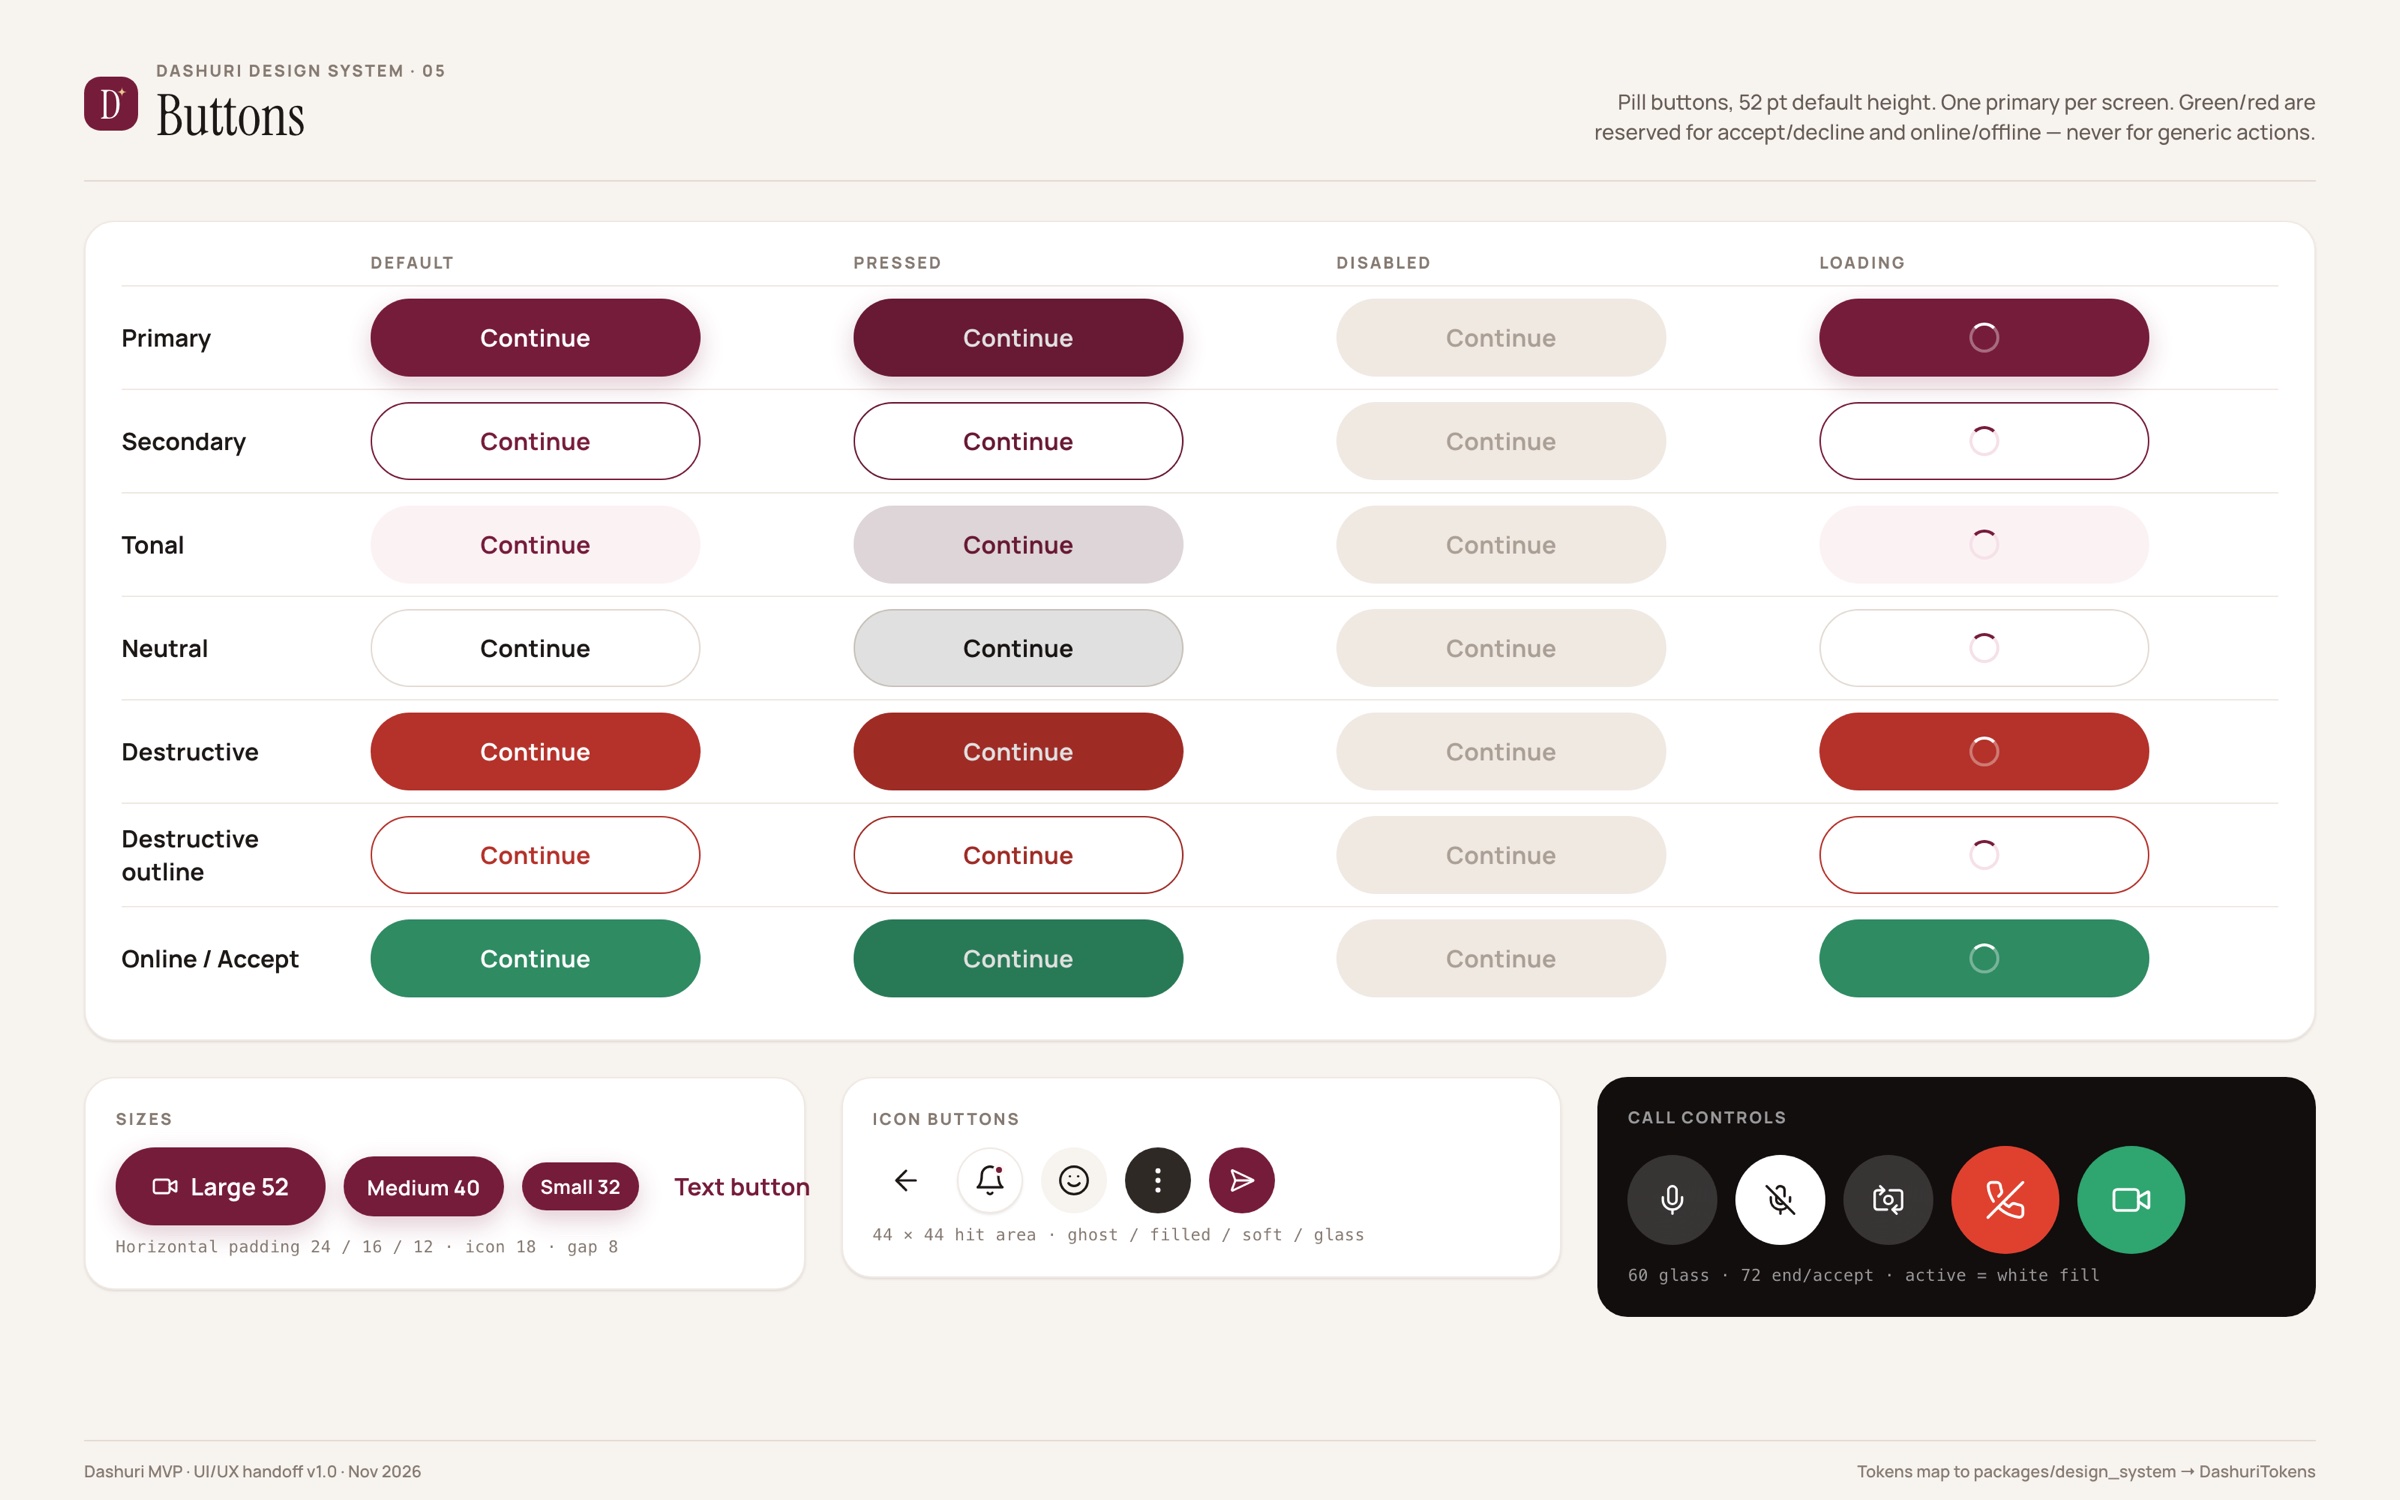 D
DASHURI DESIGN SYSTEM · 05
Buttons
Pill buttons, 52 pt default height. One primary per screen. Green/red are
reserved for accept/decline and online/offline — never for generic actions.
DEFAULT PRESSED DISABLED LOADING
Primary Continue Continue Continue
Secondary Continue Continue Continue
Tonal Continue Continue Continue
Neutral Continue Continue Continue
Destructive Continue Continue Continue
Destructive
outline Continue Continue Continue
Online / Accept Continue Continue Continue
SIZES
Large 52 Medium 40 Small 32 Text button
Horizontal padding 24 / 16 / 12 · icon 18 · gap 8
ICON BUTTONS
44 × 44 hit area · ghost / filled / soft / glass
CALL CONTROLS
60 glass · 72 end/accept · active = white fill
Dashuri MVP · UI/UX handoff v1.0 · Nov 2026
Tokens map to packages/design_system → DashuriTokens